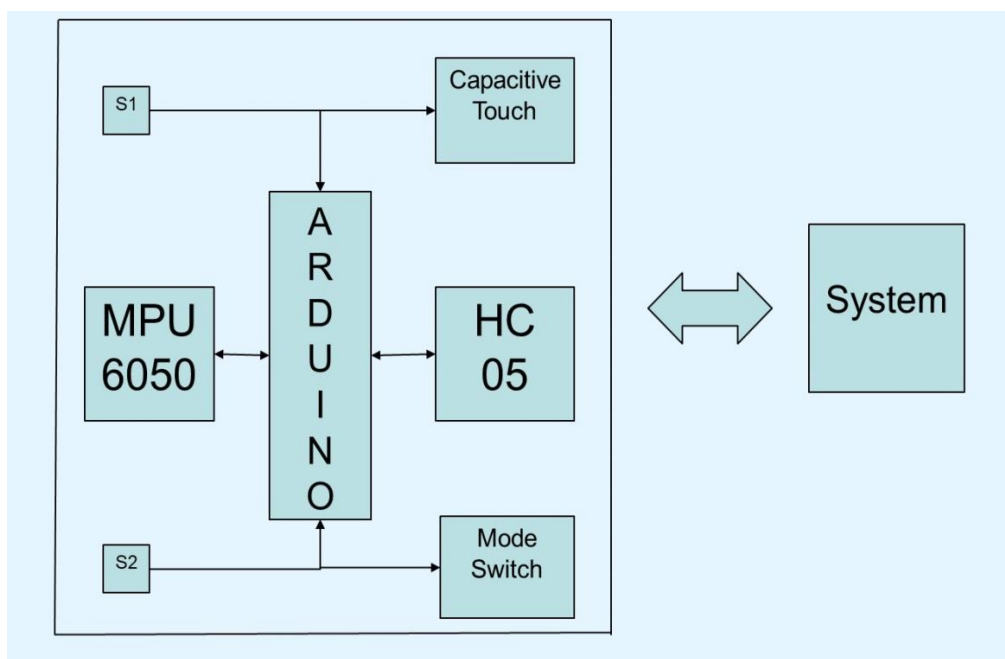 S1
Capacitive
Touch
A
R
D
U
I
N
O
MPU
6050
HC
05
System
S2
Mode
Switch